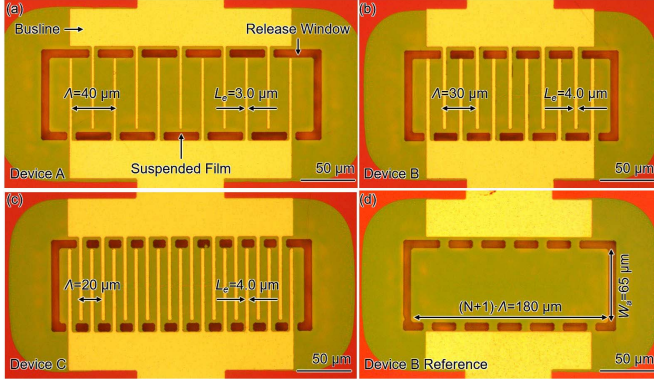 (a)
Busline
Release Window
Λ=40 µm
Lₑ=3.0 µm
Suspended Film
Device A
50 µm
(b)
Λ=30 µm
Lₑ=4.0 µm
Device B
50 µm
(c)
Λ=20 µm
Lₑ=4.0 µm
Device C
50 µm
(d)
(N+1)·Λ=180 µm
Wₐ=65 µm
Device B Reference
50 µm